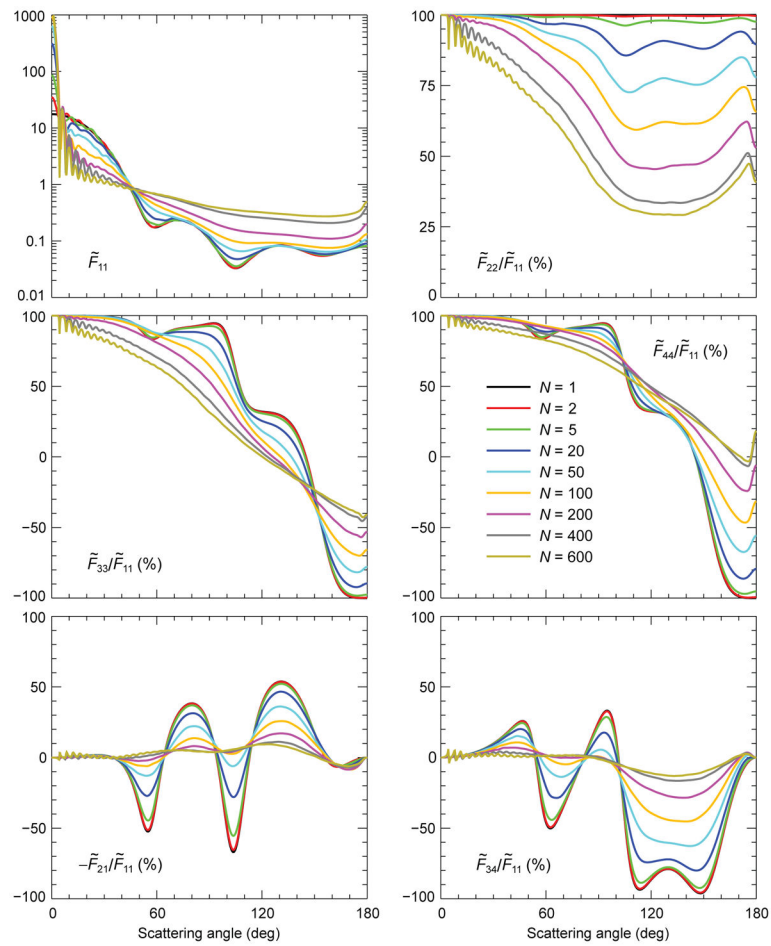 1000
100
10
1
0.1
0.01
F̃₁₁
100
75
50
25
0
F̃₂₂/F̃₁₁ (%)
100
50
0
−50
−100
F̃₃₃/F̃₁₁ (%)
F̃₄₄/F̃₁₁ (%)
N = 1
N = 2
N = 5
N = 20
N = 50
N = 100
N = 200
N = 400
N = 600
100
50
0
−50
−100
100
50
0
−50
−100
−F̃₂₁/F̃₁₁ (%)
0 60 120 180
Scattering angle (deg)
100
50
0
−50
−100
F̃₃₄/F̃₁₁ (%)
0 60 120 180
Scattering angle (deg)